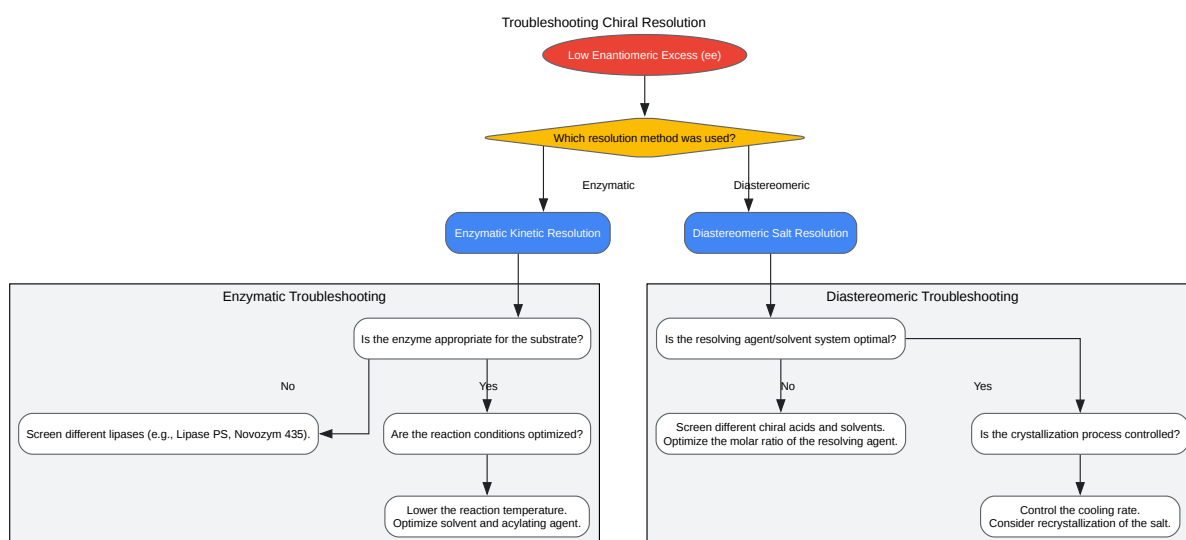 Troubleshooting Chiral Resolution
Low Enantiomeric Excess (ee)
Which resolution method was used?
Enzymatic
Diastereomeric
Enzymatic Kinetic Resolution
Diastereomeric Salt Resolution
Enzymatic Troubleshooting
Is the enzyme appropriate for the substrate?
No
Yes
Screen different lipases (e.g., Lipase PS, Novozym 435).
Are the reaction conditions optimized?
Lower the reaction temperature.
Optimize solvent and acylating agent.
Diastereomeric Troubleshooting
Is the resolving agent/solvent system optimal?
No
Yes
Screen different chiral acids and solvents.
Optimize the molar ratio of the resolving agent.
Is the crystallization process controlled?
Control the cooling rate.
Consider recrystallization of the salt.